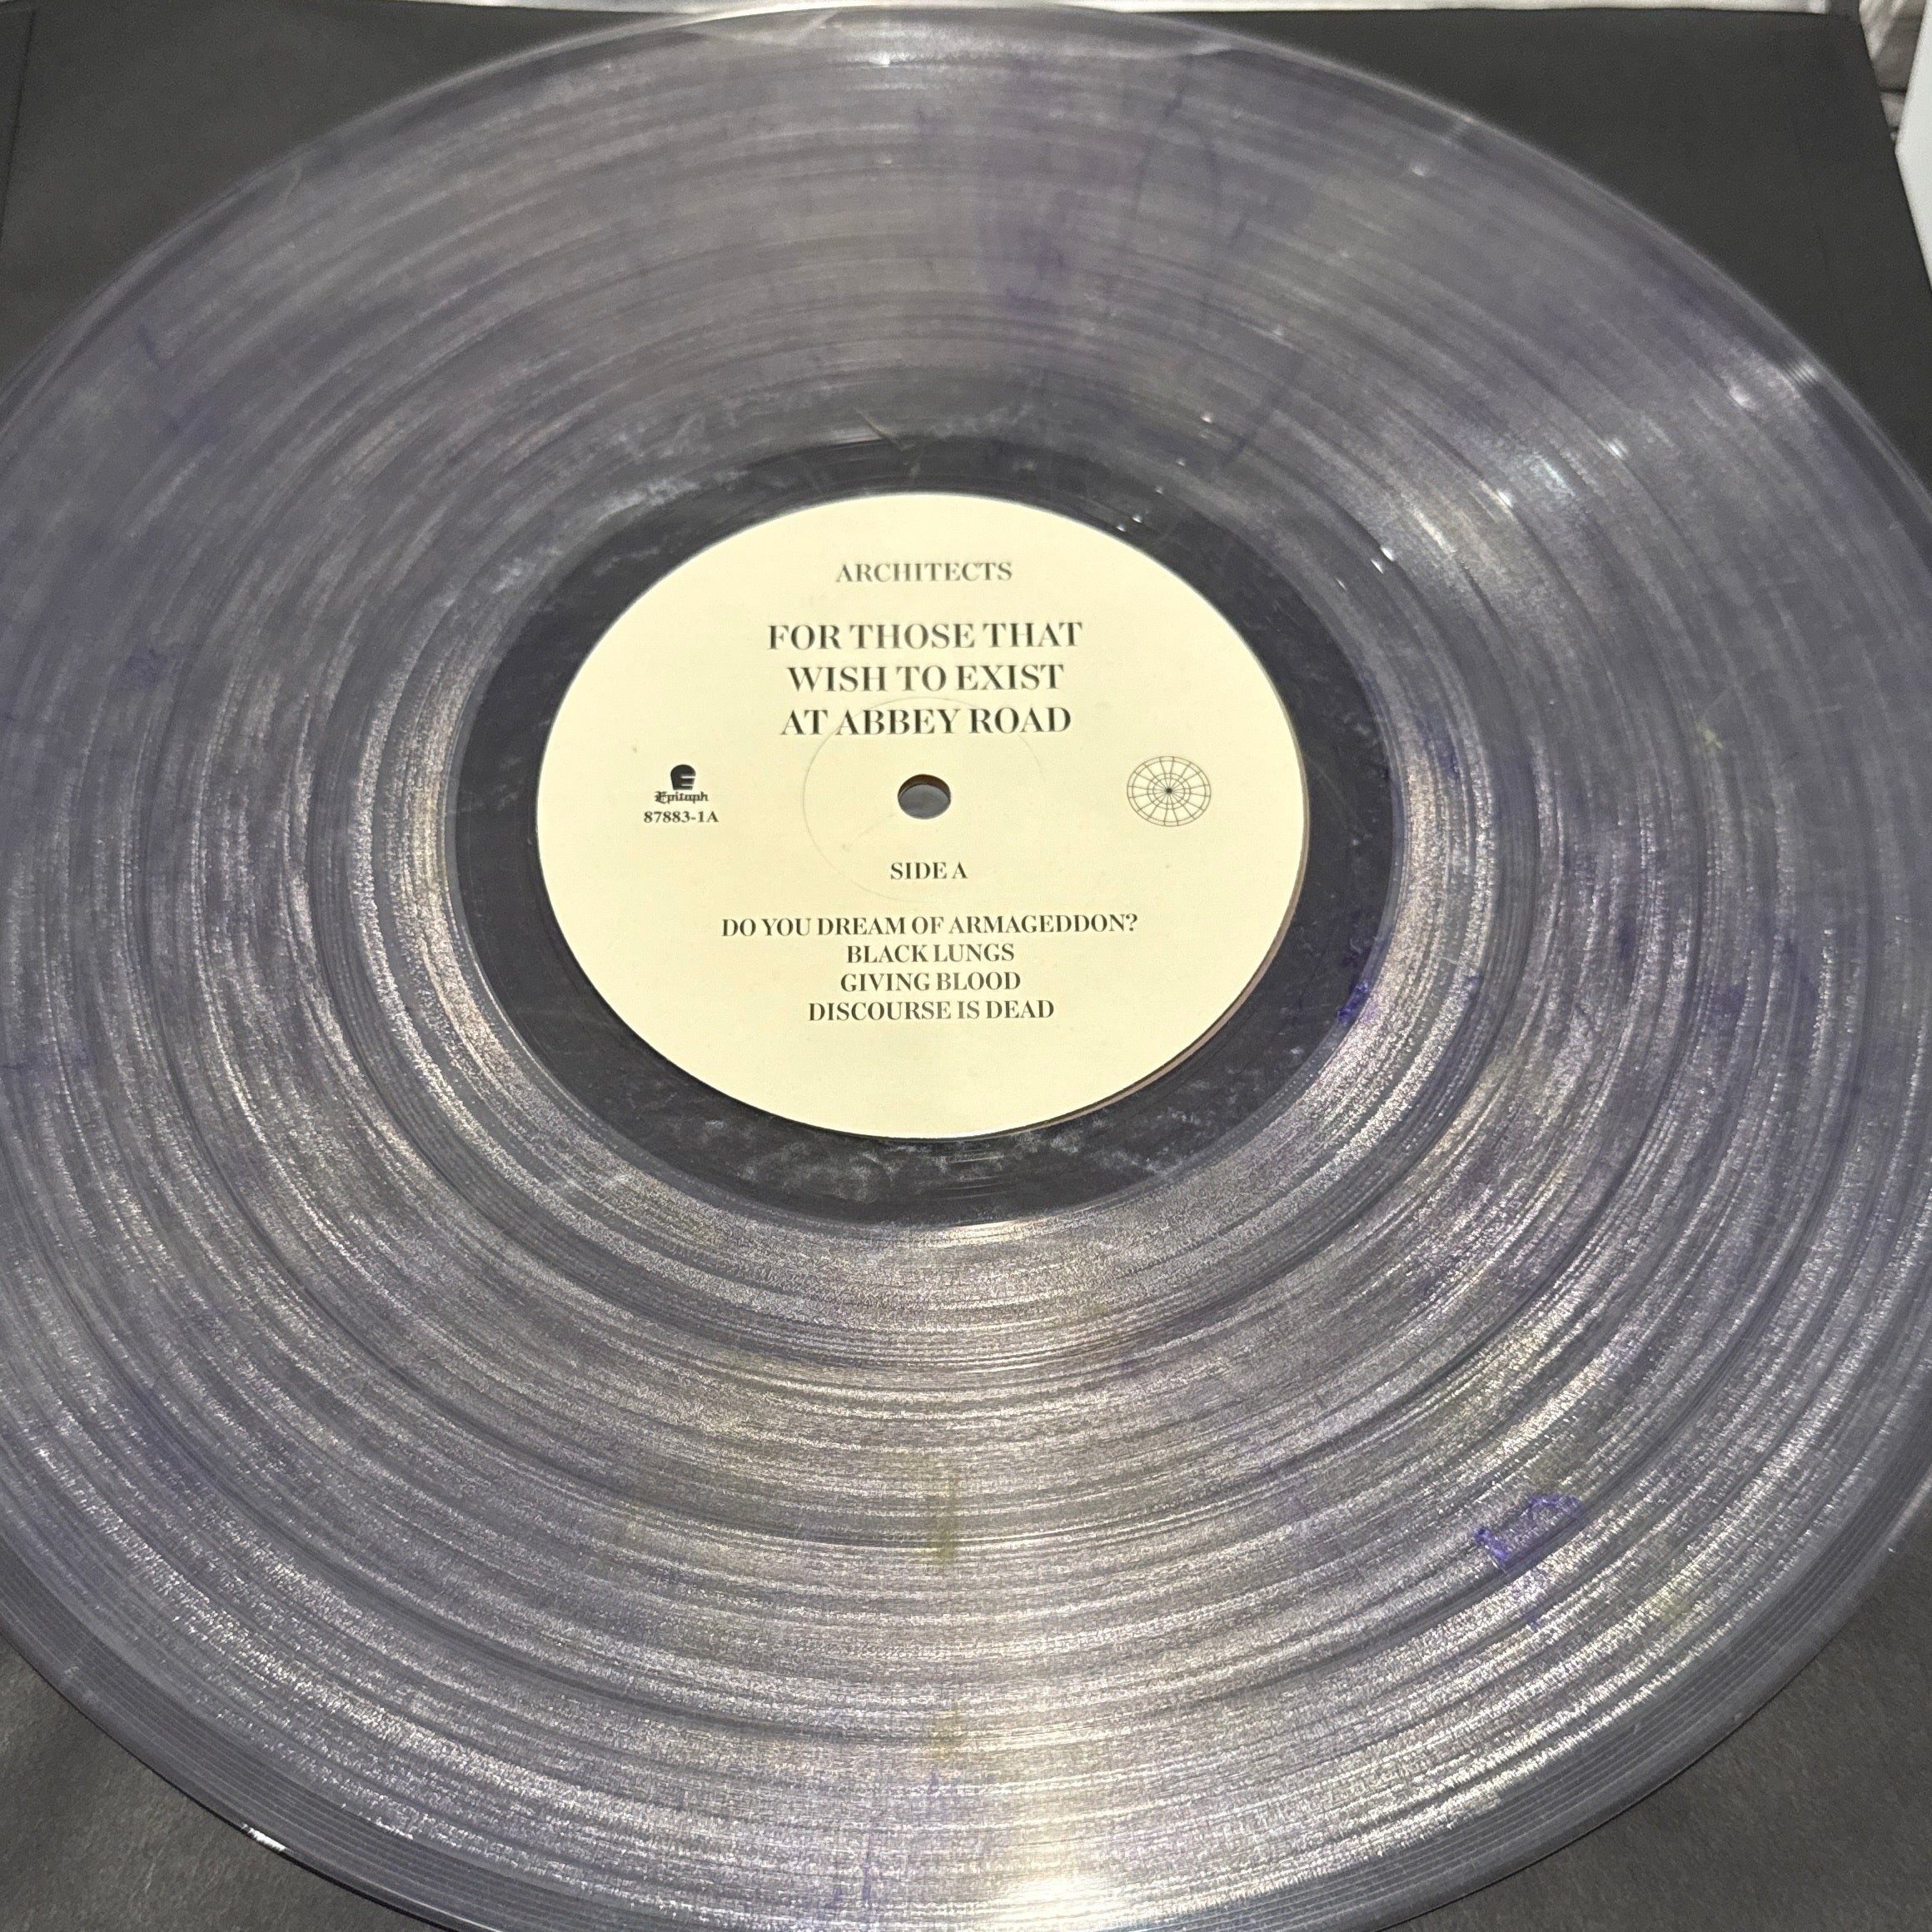 ARCHITECTS
FOR THOSE THAT
WISH TO EXIST
AT ABBEY ROAD
Epitaph
87883-1A
SIDE A
DO YOU DREAM OF ARMAGEDDON?
BLACK LUNGS
GIVING BLOOD
DISCOURSE IS DEAD